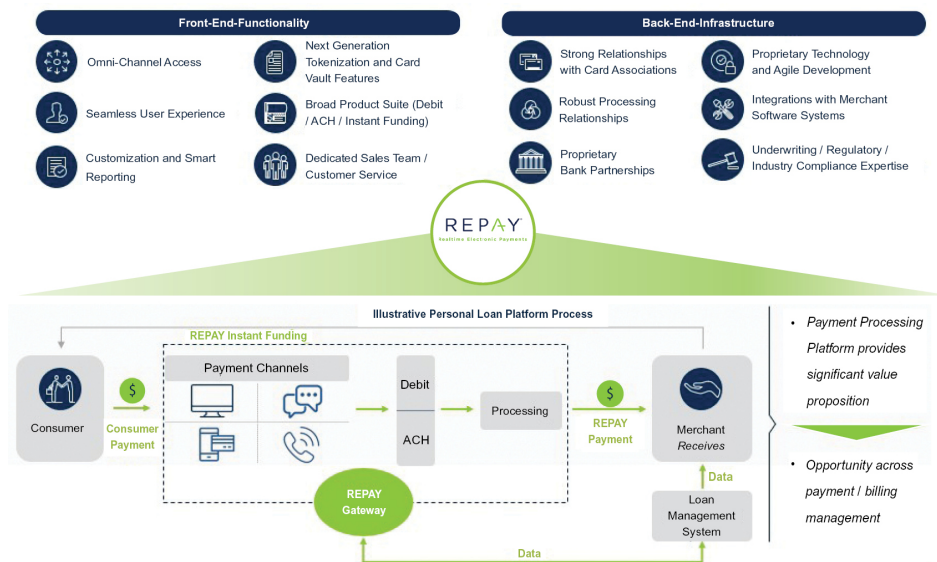 Front-End-Functionality
Omni-Channel Access
Seamless User Experience
Customization and Smart
Reporting
Next Generation
Tokenization and Card
Vault Features
Broad Product Suite (Debit
/ ACH / Instant Funding)
Dedicated Sales Team /
Customer Service
Back-End-Infrastructure
Strong Relationships
with Card Associations
Robust Processing
Relationships
Proprietary
Bank Partnerships
Proprietary Technology
and Agile Development
Integrations with Merchant
Software Systems
Underwriting / Regulatory /
Industry Compliance Expertise
REPAY™
Realtime Electronic Payments
Illustrative Personal Loan Platform Process
REPAY Instant Funding
Consumer
$
Consumer
Payment
Payment Channels
Debit
ACH
Processing
$
REPAY
Payment
Merchant
Receives
Data
Loan
Management
System
REPAY
Gateway
Data
• Payment Processing
Platform provides
significant value
proposition
• Opportunity across
payment / billing
management